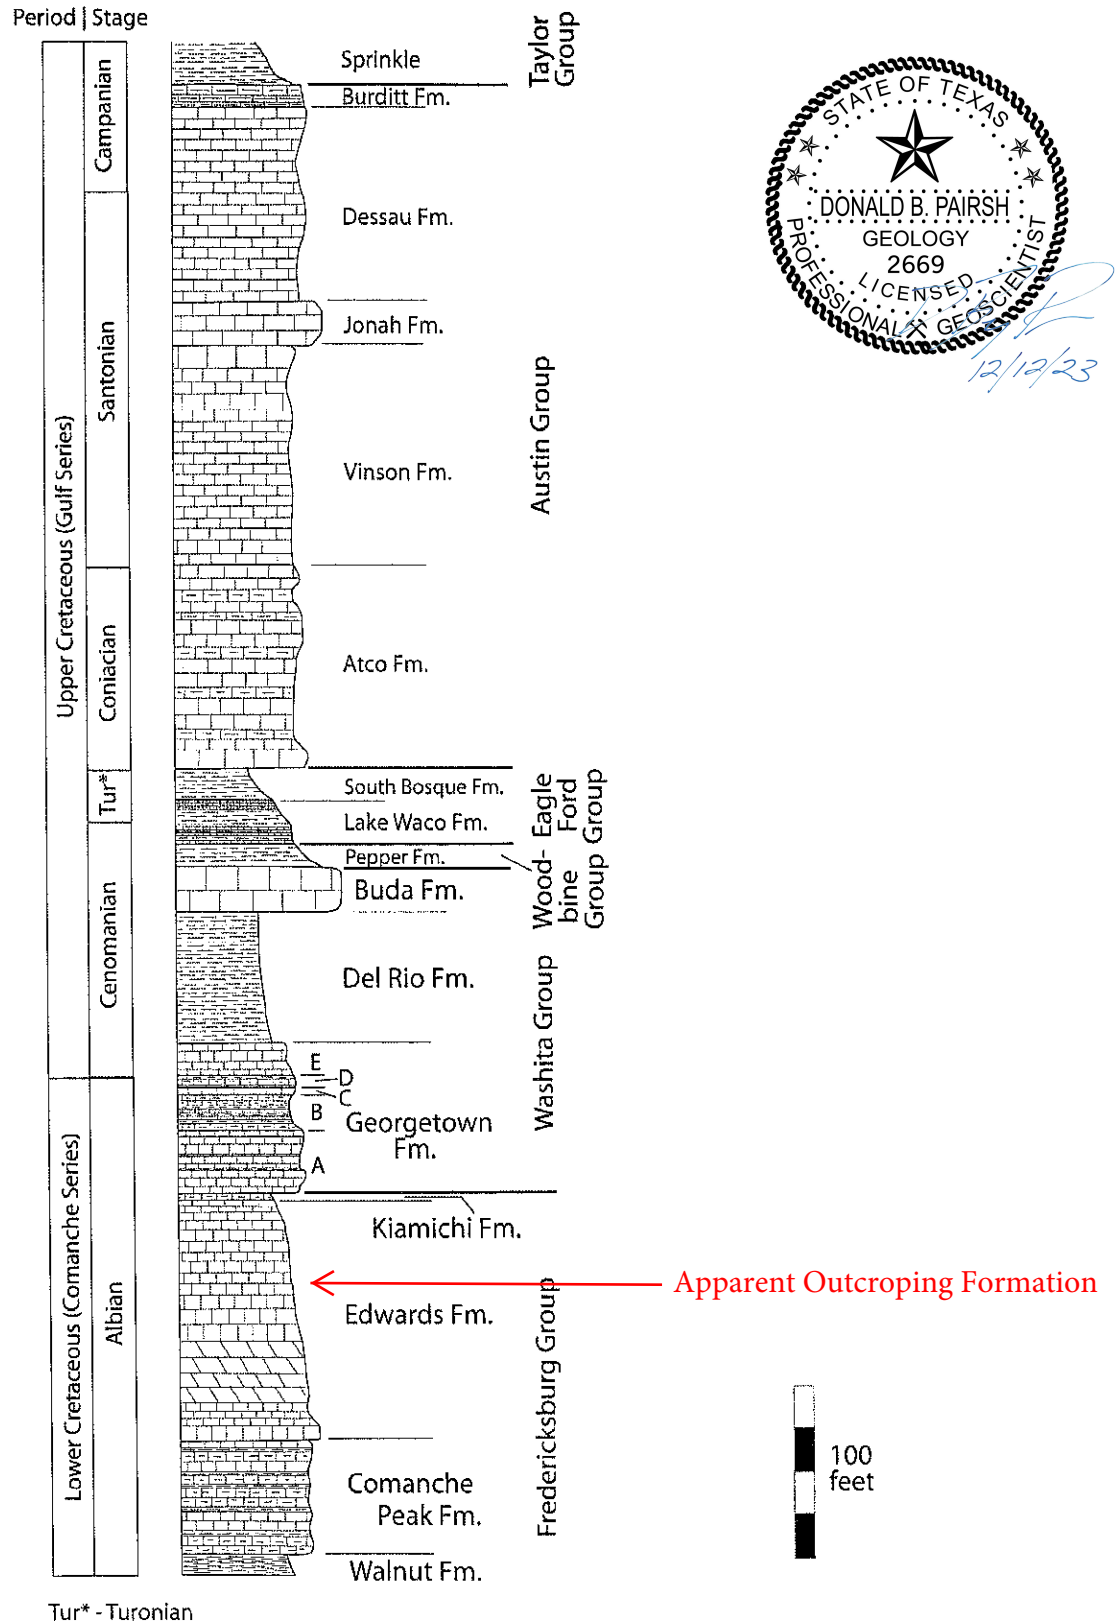 Period | Stage
Upper Cretaceous (Gulf Series)
Lower Cretaceous (Comanche Series)
Campanian
Santonian
Coniacian
Tur*
Cenomanian
Albian
Sprinkle
Burditt Fm.
Dessau Fm.
Jonah Fm.
Vinson Fm.
Atco Fm.
South Bosque Fm.
Lake Waco Fm.
Pepper Fm.
Buda Fm.
Del Rio Fm.
E
D
C
B
Georgetown
Fm.
A
Kiamichi Fm.
Edwards Fm.
Comanche
Peak Fm.
Walnut Fm.
Taylor
Group
Austin Group
Eagle
Ford
Group
Wood-
bine
Group
Washita Group
Fredericksburg Group
Apparent Outcroping Formation
100
feet
STATE OF TEXAS
DONALD B. PAIRSH
GEOLOGY
2669
LICENSED
PROFESSIONAL GEOSCIENTIST
12/12/23
Tur* - Turonian